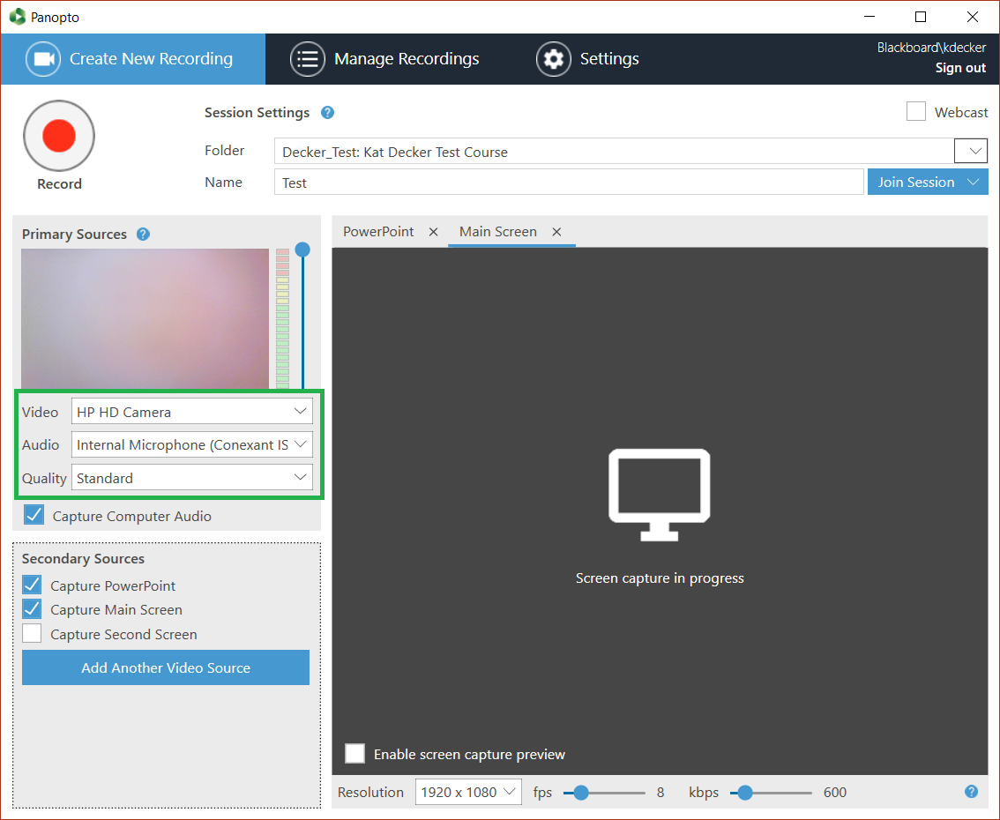 Panopto
Create New Recording
Manage Recordings
Settings
Blackboard\kdecker
Sign out
Record
Session Settings ?
Webcast
Folder Decker_Test: Kat Decker Test Course
Name Test
Join Session
Primary Sources ?
PowerPoint
Main Screen
Video HP HD Camera
Audio Internal Microphone (Conexant IS
Quality Standard
Capture Computer Audio
Secondary Sources
Capture PowerPoint
Capture Main Screen
Capture Second Screen
Add Another Video Source
Screen capture in progress
Enable screen capture preview
Resolution 1920 x 1080 fps 8 kbps 600 ?